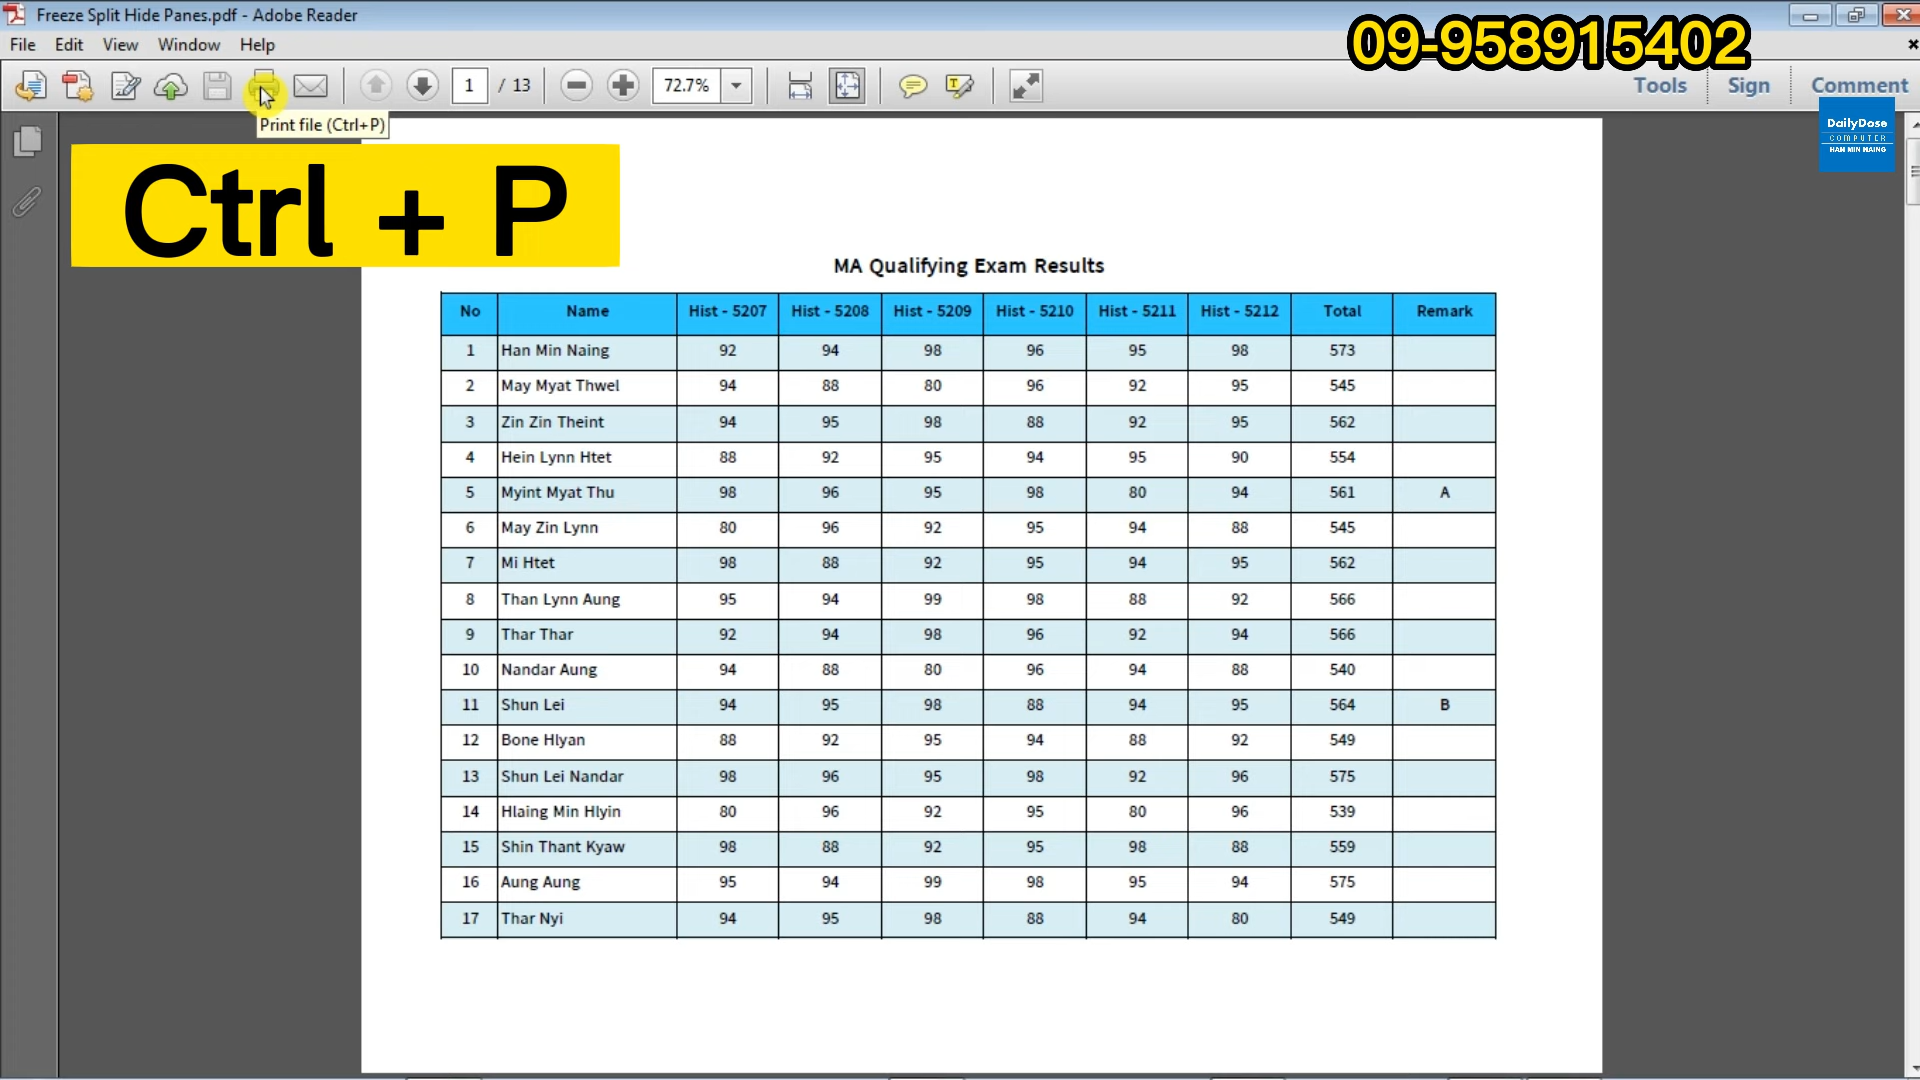 Freeze Split Hide Panes.pdf - Adobe Reader
File Edit View Window Help
09-958915402
1 / 13 72.7% Tools Sign Comment
Print file (Ctrl+P)
DailyDose
COMPUTER
HAN MIN NAING
Ctrl + P
MA Qualifying Exam Results
No Name Hist - 5207 Hist - 5208 Hist - 5209 Hist - 5210 Hist - 5211 Hist - 5212 Total Remark
1 Han Min Naing 92 94 98 96 95 98 573
2 May Myat Thwel 94 88 80 96 92 95 545
3 Zin Zin Theint 94 95 98 88 92 95 562
4 Hein Lynn Htet 88 92 95 94 95 90 554
5 Myint Myat Thu 98 96 95 98 80 94 561 A
6 May Zin Lynn 80 96 92 95 94 88 545
7 Mi Htet 98 88 92 95 94 95 562
8 Than Lynn Aung 95 94 99 98 88 92 566
9 Thar Thar 92 94 98 96 92 94 566
10 Nandar Aung 94 88 80 96 94 88 540
11 Shun Lei 94 95 98 88 94 95 564 B
12 Bone Hlyan 88 92 95 94 88 92 549
13 Shun Lei Nandar 98 96 95 98 92 96 575
14 Hlaing Min Hlyin 80 96 92 95 80 96 539
15 Shin Thant Kyaw 98 88 92 95 98 88 559
16 Aung Aung 95 94 99 98 95 94 575
17 Thar Nyi 94 95 98 88 94 80 549